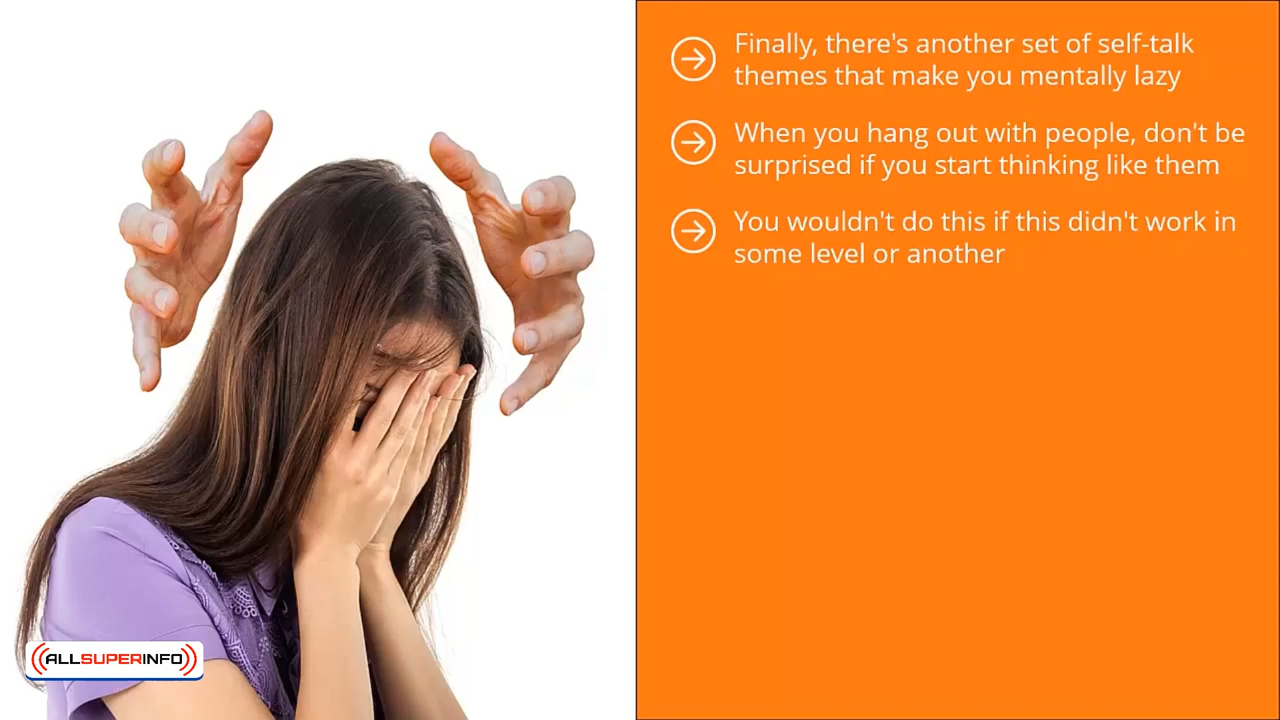 Finally, there's another set of self-talk
themes that make you mentally lazy
When you hang out with people, don't be
surprised if you start thinking like them
You wouldn't do this if this didn't work in
some level or another
ALLSUPERINFO